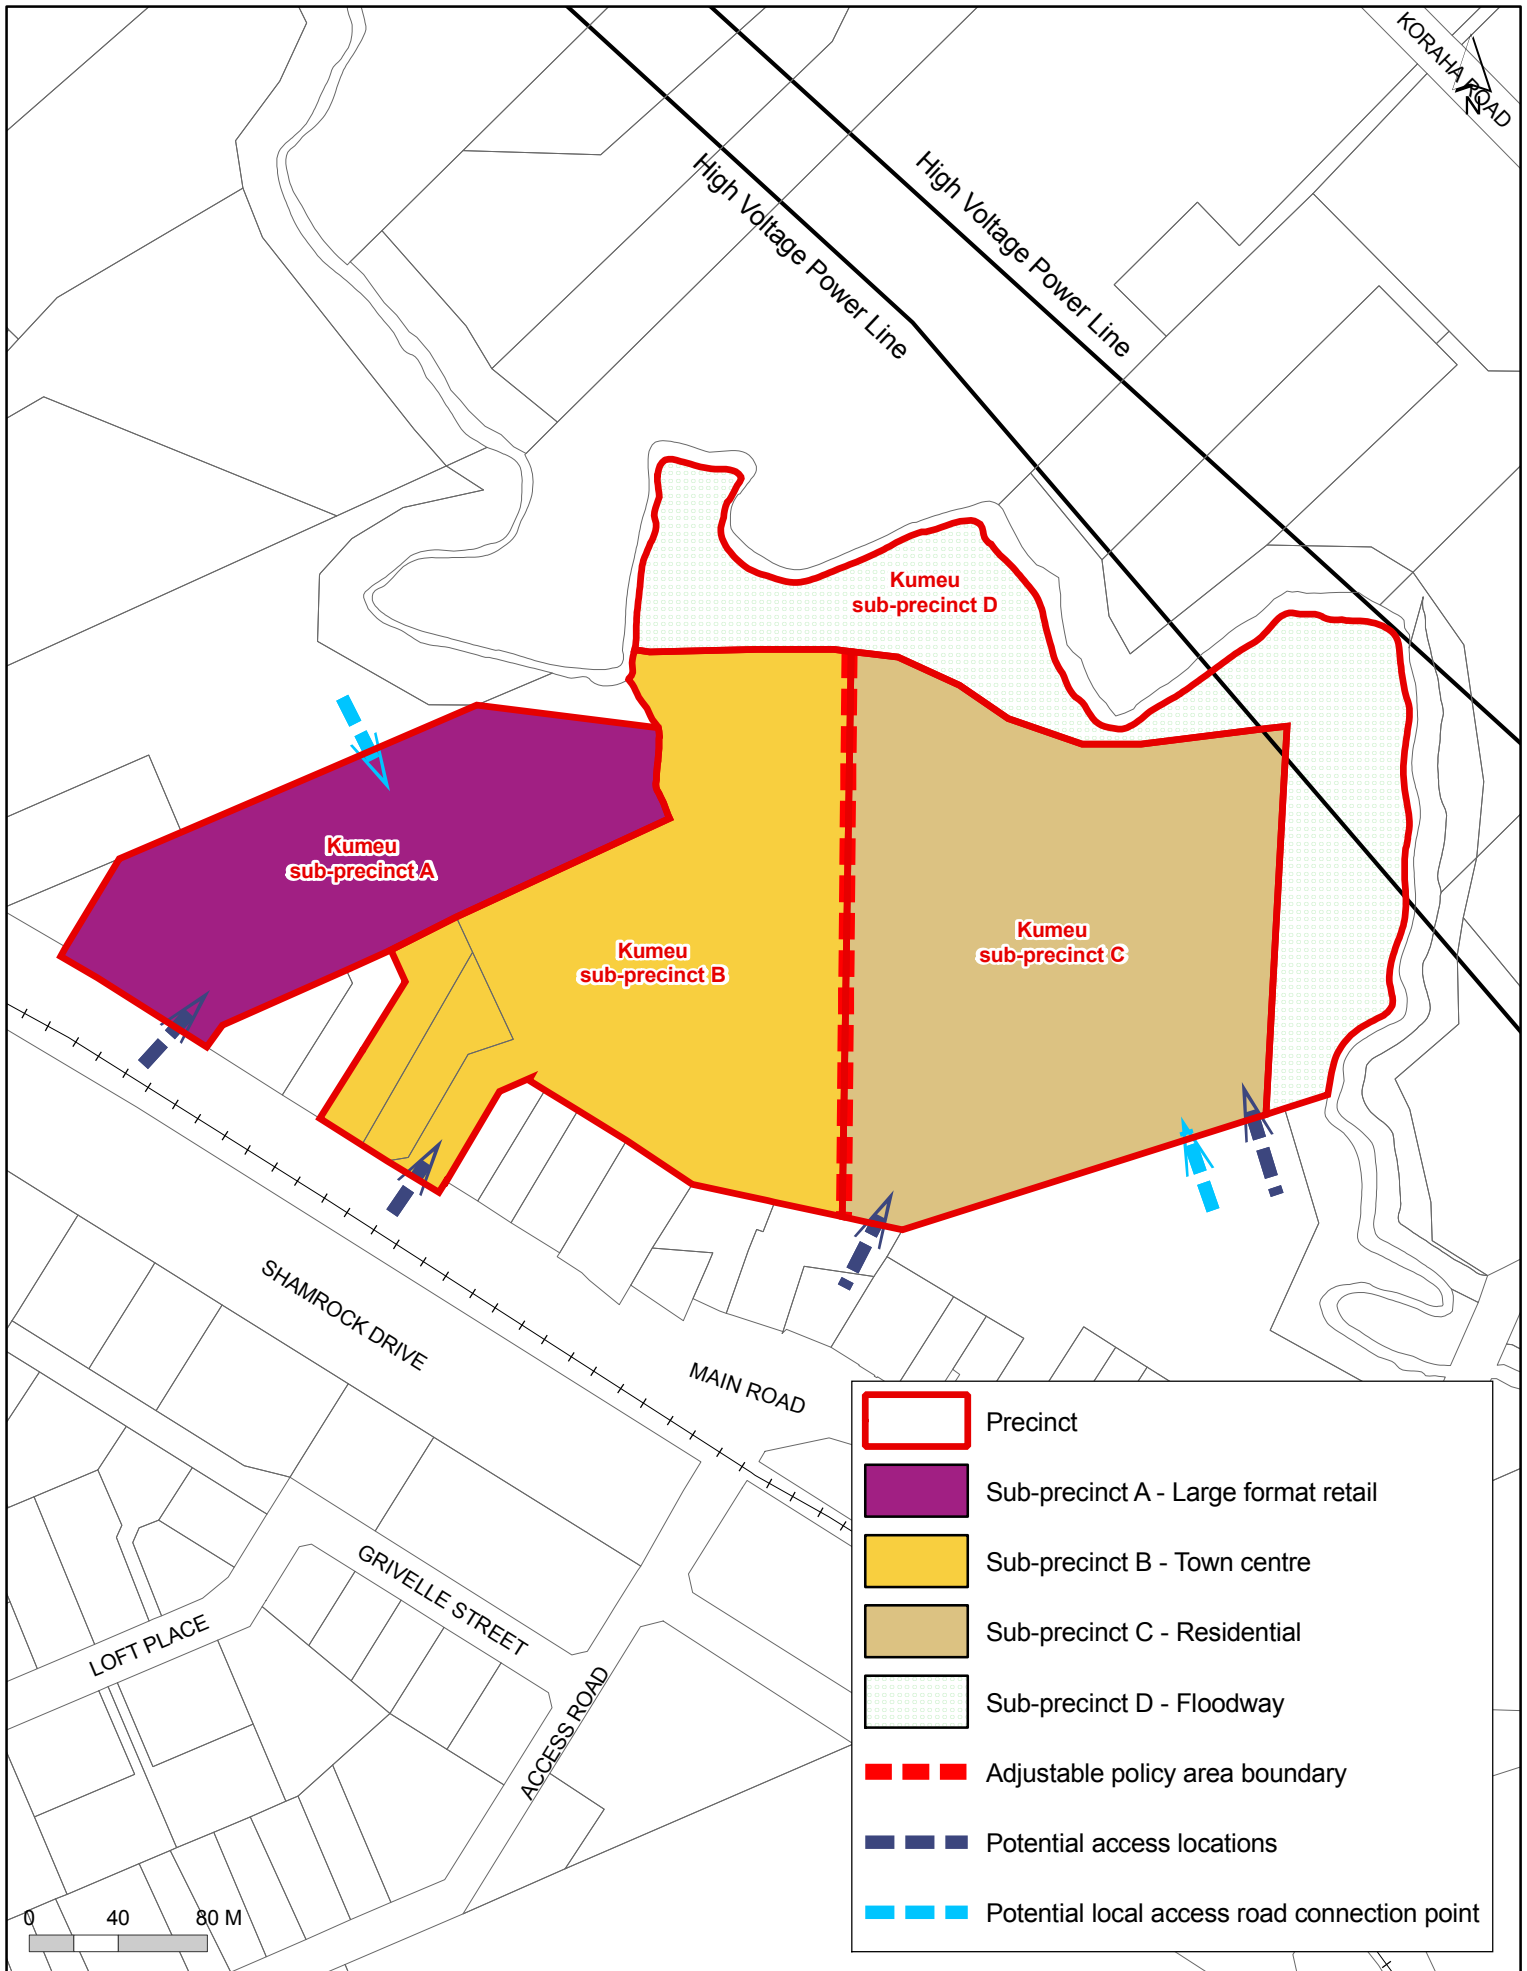 KORAHA ROAD
N
High Voltage Power Line
High Voltage Power Line
Kumeu
sub-precinct D
Kumeu
sub-precinct A
Kumeu
sub-precinct B
Kumeu
sub-precinct C
SHAMROCK DRIVE
MAIN ROAD
GRIVELLE STREET
LOFT PLACE
ACCESS ROAD
Precinct
Sub-precinct A - Large format retail
Sub-precinct B - Town centre
Sub-precinct C - Residential
Sub-precinct D - Floodway
Adjustable policy area boundary
Potential access locations
Potential local access road connection point
0 40 80 M